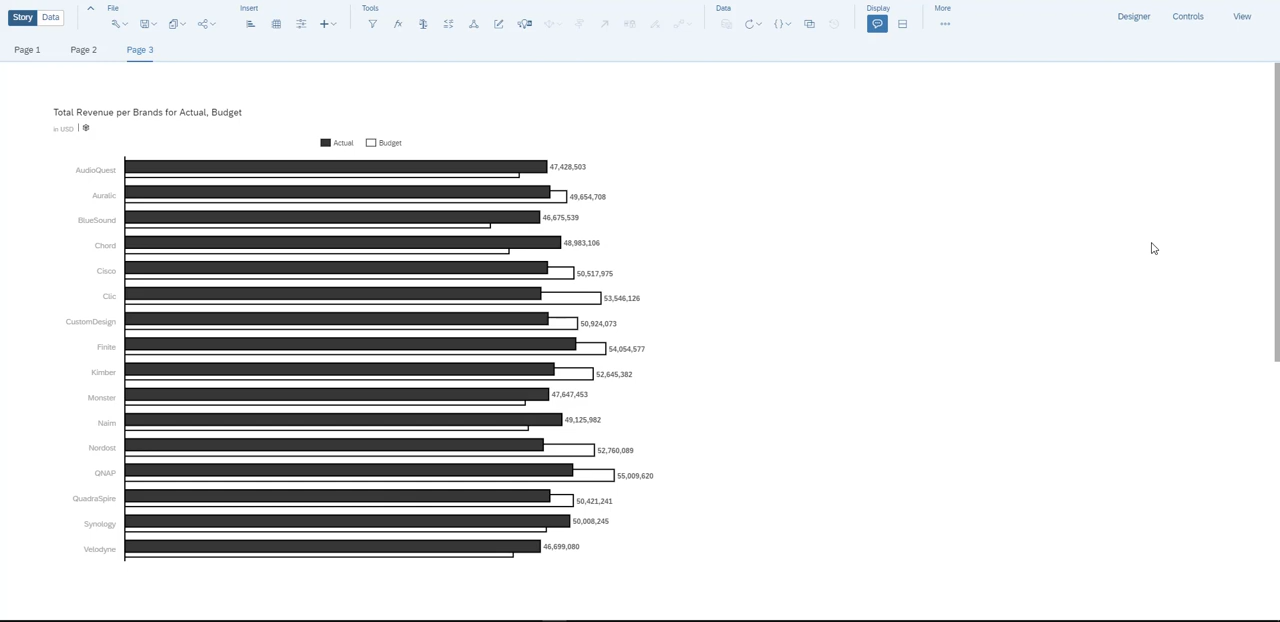 Story Data
File
Insert
Tools
Data
Display
More
Designer
Controls
View
Page 1
Page 2
Page 3
Total Revenue per Brands for Actual, Budget
in USD
Actual
Budget
AudioQuest 47,428,503
Auralic 49,654,708
BlueSound 46,675,539
Chord 48,983,106
Cisco 50,517,975
Clic 53,546,126
CustomDesign 50,924,073
Finite 54,054,577
Kimber 52,645,382
Monster 47,647,453
Naim 49,125,982
Nordost 52,760,089
QNAP 55,009,620
QuadraSpire 50,421,241
Synology 50,008,245
Velodyne 46,699,080